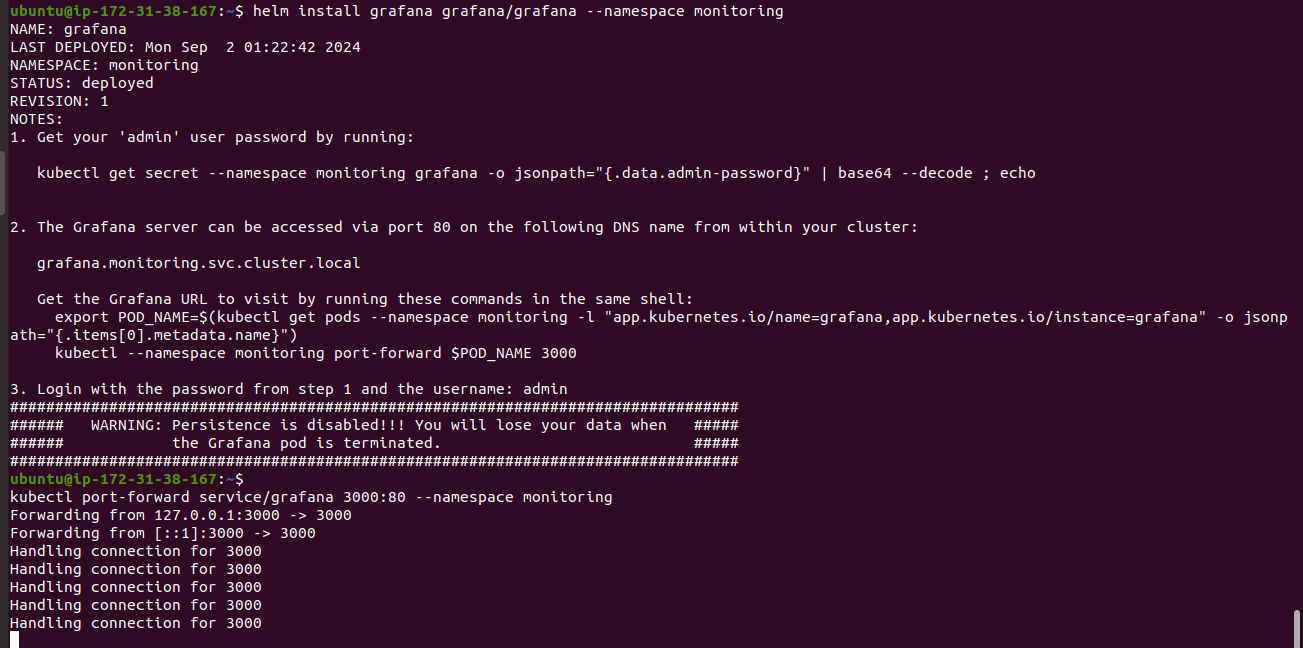 ubuntu@ip-172-31-38-167:~$ helm install grafana grafana/grafana --namespace monitoring
NAME: grafana
LAST DEPLOYED: Mon Sep  2 01:22:42 2024
NAMESPACE: monitoring
STATUS: deployed
REVISION: 1
NOTES:
1. Get your 'admin' user password by running:
   kubectl get secret --namespace monitoring grafana -o jsonpath="{.data.admin-password}" | base64 --decode ; echo
2. The Grafana server can be accessed via port 80 on the following DNS name from within your cluster:
   grafana.monitoring.svc.cluster.local
   Get the Grafana URL to visit by running these commands in the same shell:
     export POD_NAME=$(kubectl get pods --namespace monitoring -l "app.kubernetes.io/name=grafana,app.kubernetes.io/instance=grafana" -o jsonp
ath="{.items[0].metadata.name}")
     kubectl --namespace monitoring port-forward $POD_NAME 3000
3. Login with the password from step 1 and the username: admin
#################################################################################
######   WARNING: Persistence is disabled!!! You will lose your data when   #####
######            the Grafana pod is terminated.                            #####
#################################################################################
ubuntu@ip-172-31-38-167:~$
kubectl port-forward service/grafana 3000:80 --namespace monitoring
Forwarding from 127.0.0.1:3000 -> 3000
Forwarding from [::1]:3000 -> 3000
Handling connection for 3000
Handling connection for 3000
Handling connection for 3000
Handling connection for 3000
Handling connection for 3000